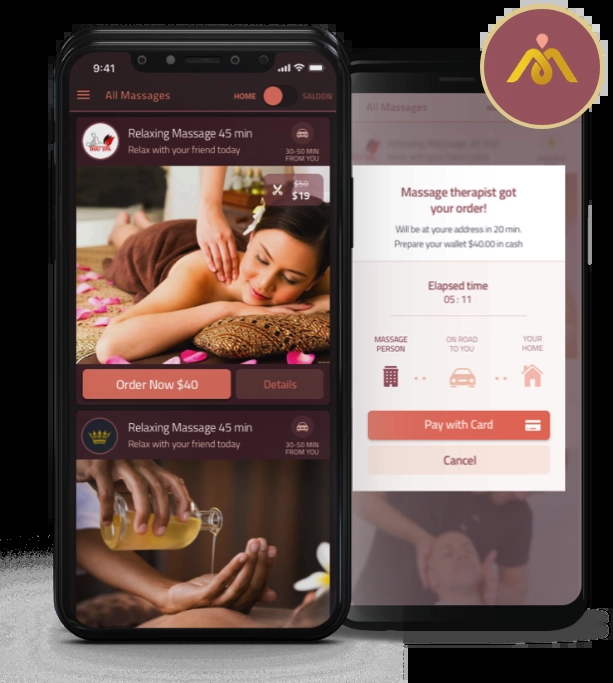 9:41
All Massages
HOME
SALOON
THAI SPA
Relaxing Massage 45 min
Relax with your friend today
30-50 MIN
FROM YOU
$50
$19
Order Now $40
Details
Relaxing Massage 45 min
Relax with your friend today
30-50 MIN
FROM YOU
All Massages
Massage therapist got
your order!
Will be at youre address in 20 min.
Prepare your wallet $40.00 in cash
Elapsed time
05 : 11
MASSAGE
PERSON
ON ROAD
TO YOU
YOUR
HOME
Pay with Card
Cancel